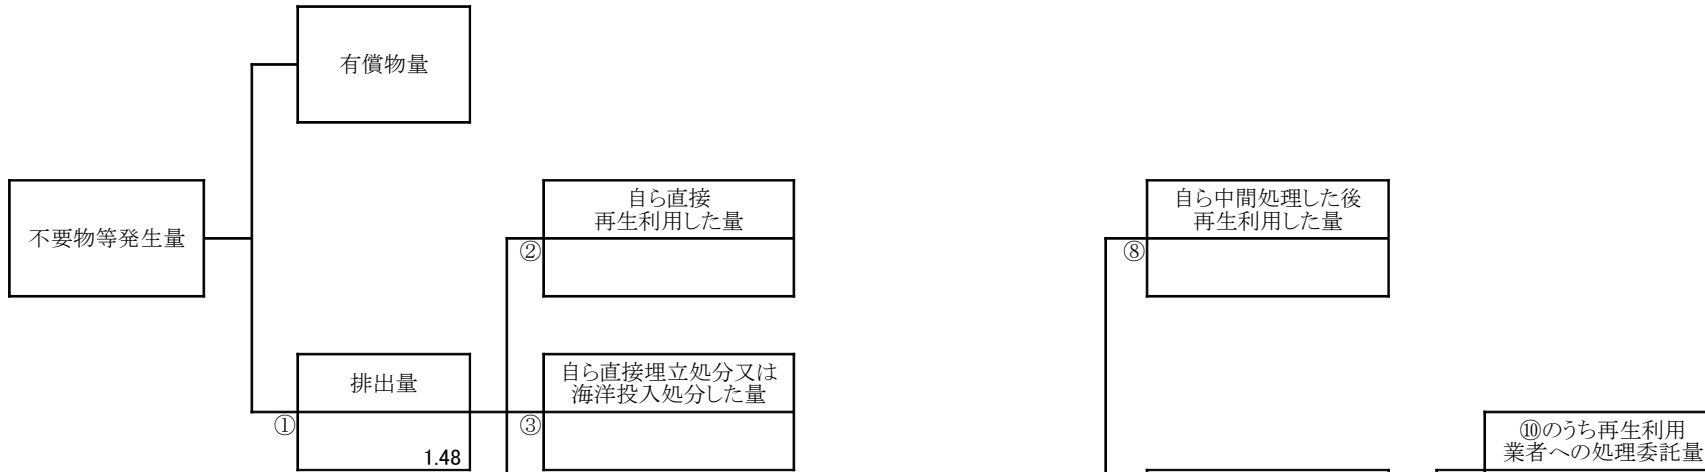 有償物量
不要物等発生量
自ら直接
再生利用した量
②
自ら中間処理した後
再生利用した量
⑧
排出量
①
1.48
自ら直接埋立処分又は
海洋投入処分した量
③
⑩のうち再生利用
業者への処理委託量